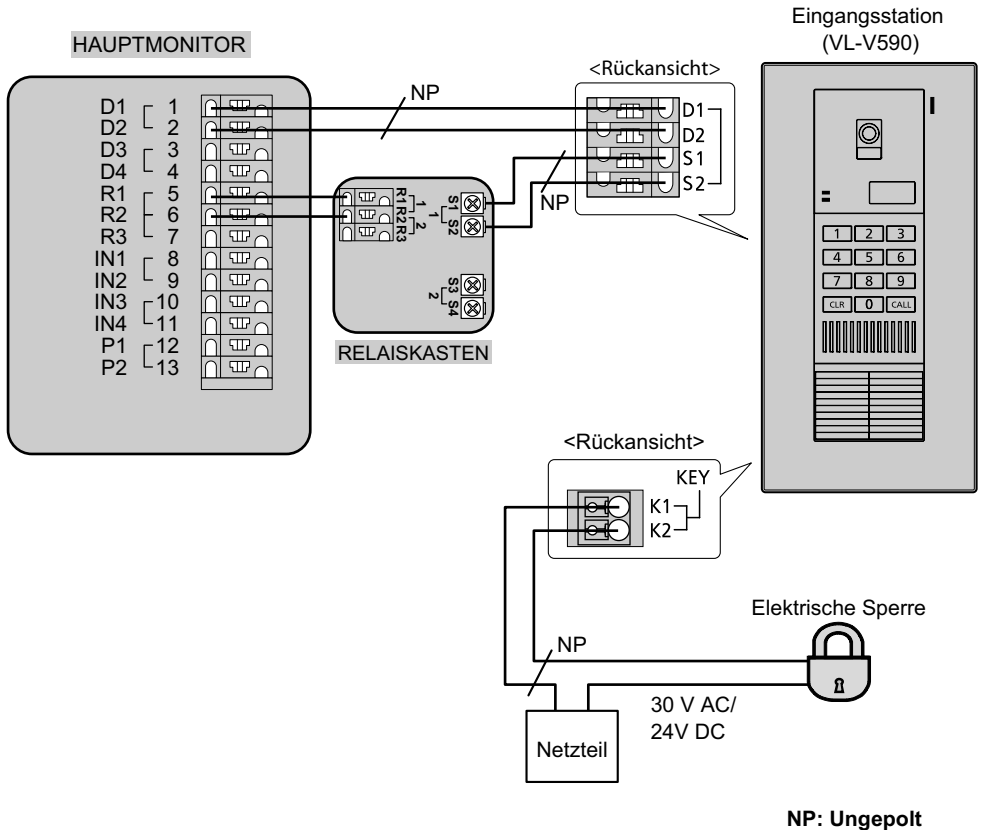 Eingangsstation
(VL-V590)
HAUPTMONITOR
<Rückansicht>
NP
D1 1
D2 2
D3 3
D4 4
R1 5
R2 6
R3 7
IN1 8
IN2 9
IN3 10
IN4 11
P1 12
P2 13
D1
D2
S1
S2
NP
R1
R2
R3
1
2
S1
S2
1
S3
S4
2
RELAISKASTEN
1 2 3
4 5 6
7 8 9
CLR 0 CALL
<Rückansicht>
KEY
K1
K2
Elektrische Sperre
NP
30 V AC/
24V DC
Netzteil
NP: Ungepolt